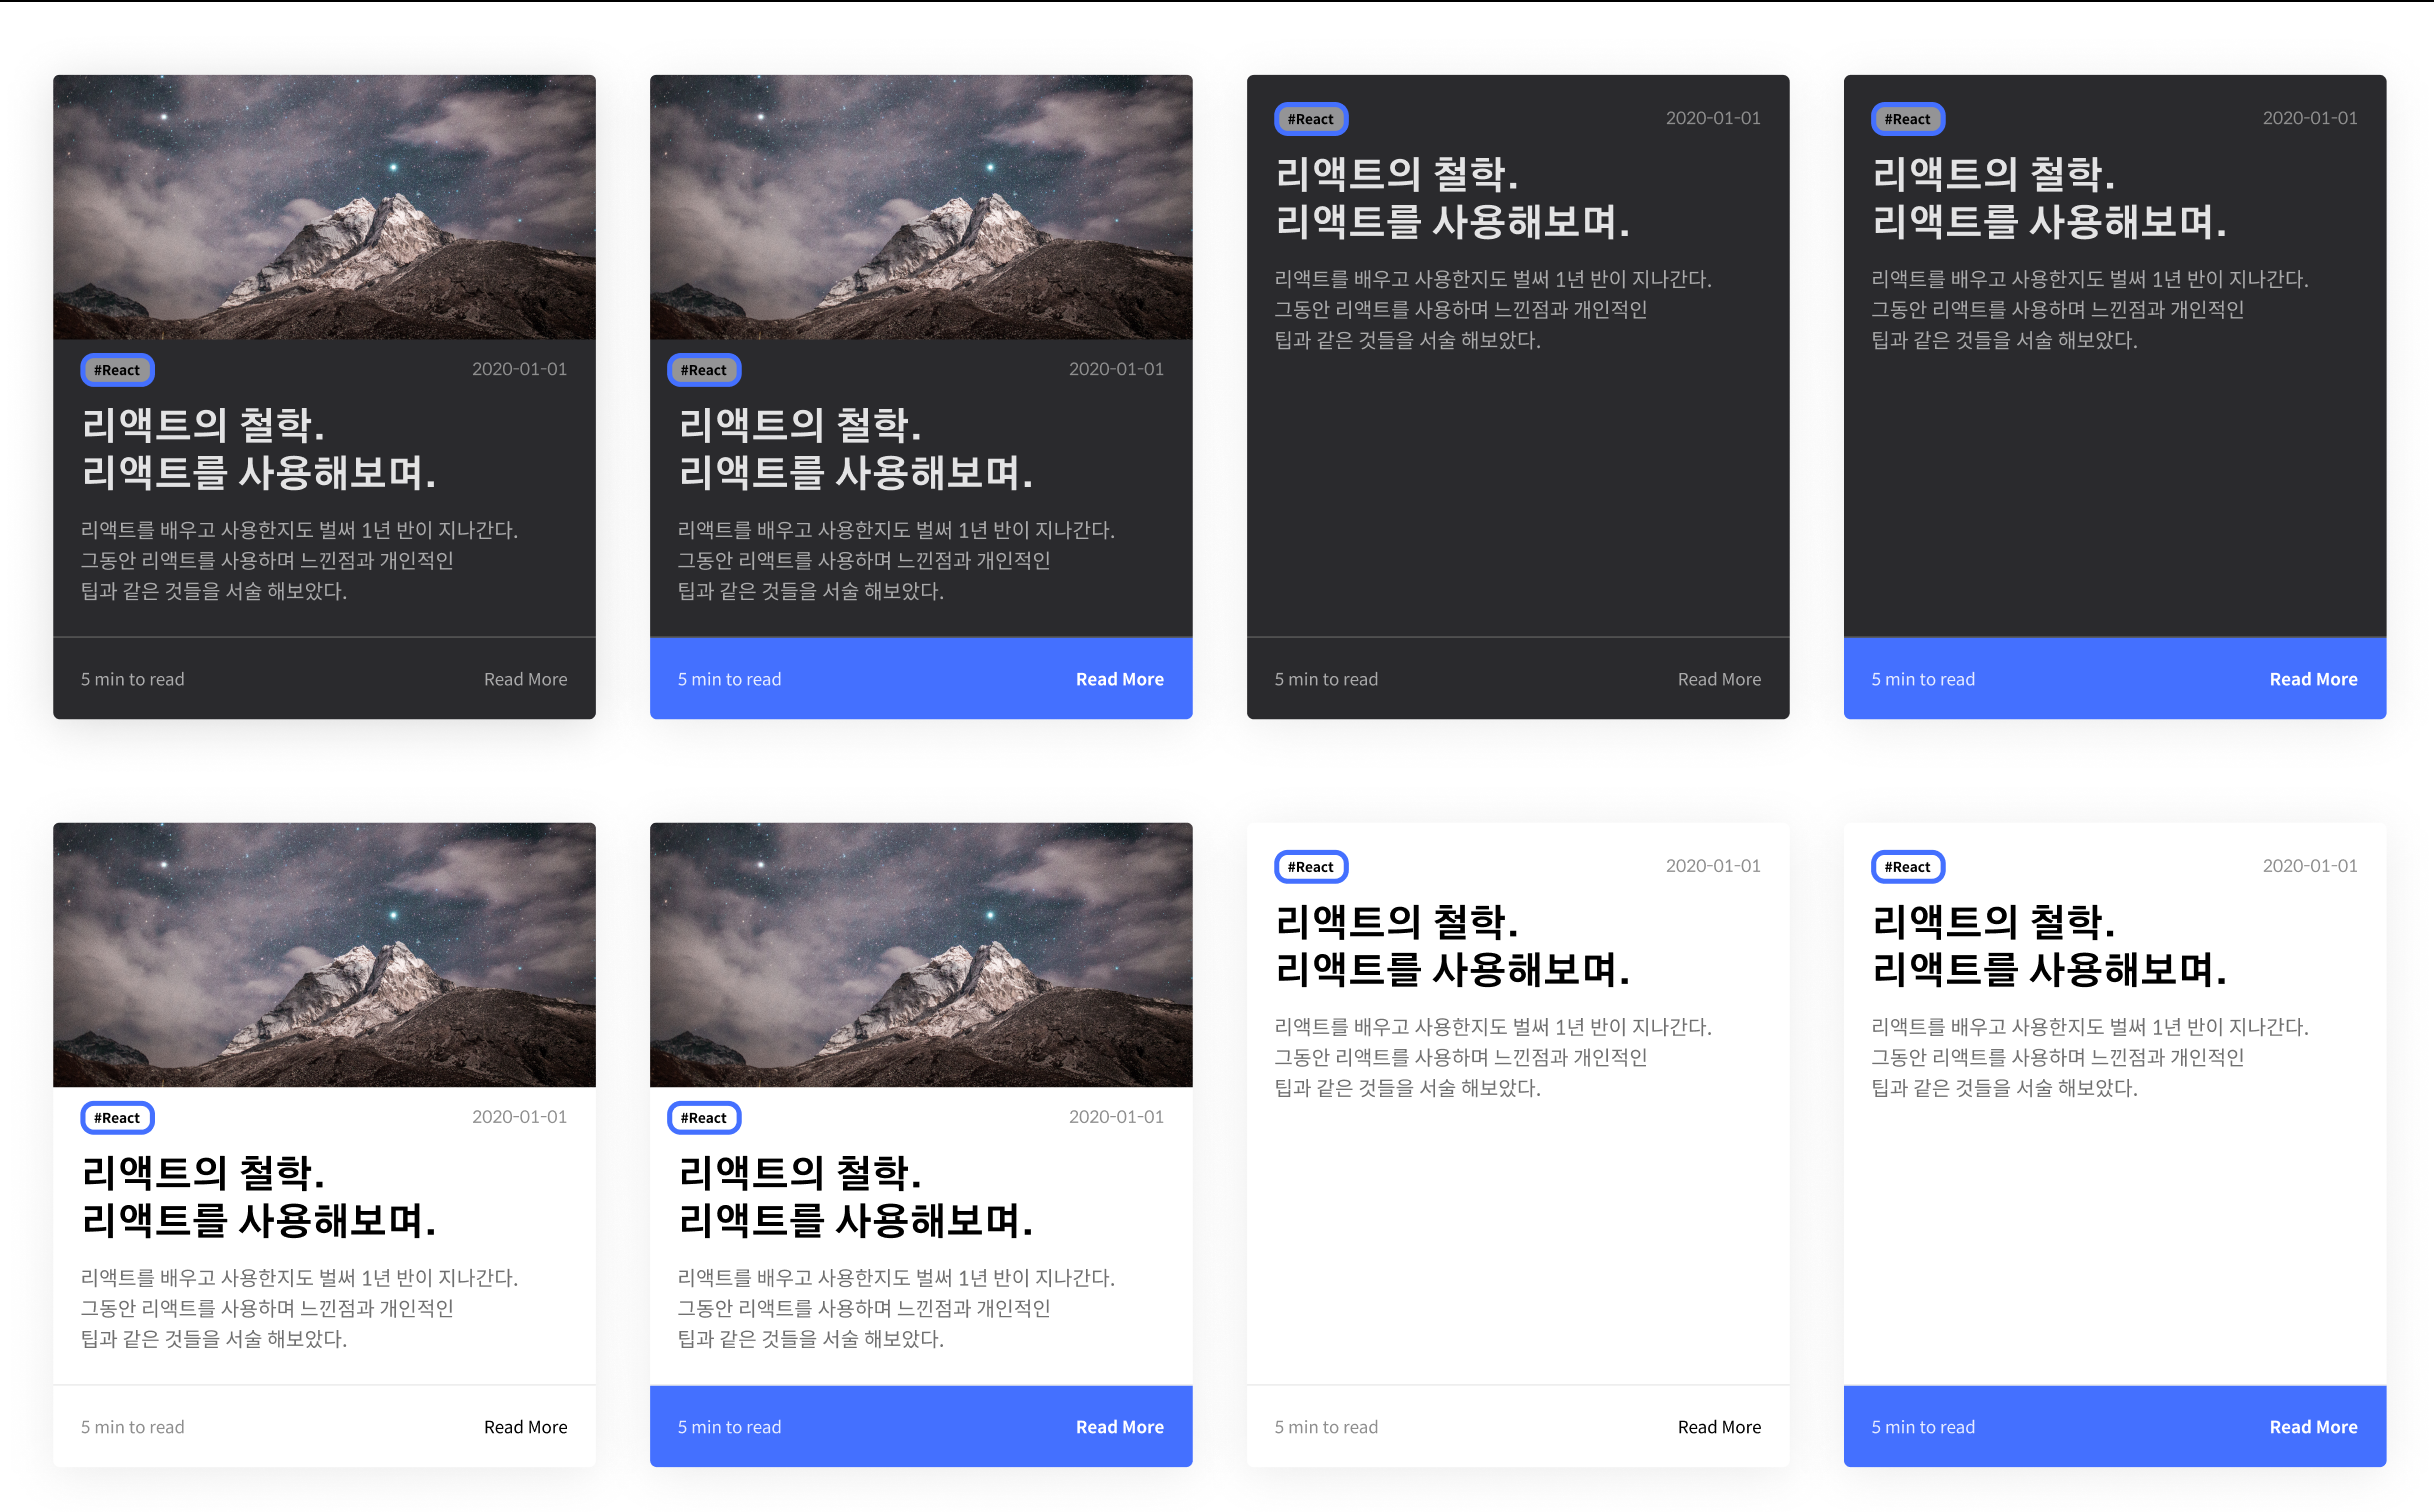 #React 2020-01-01
리액트의 철학.
리액트를 사용해보며.
리액트를 배우고 사용한지도 벌써 1년 반이 지나간다.
그동안 리액트를 사용하며 느낀점과 개인적인
팁과 같은 것들을 서술 해보았다.
5 min to read Read More
#React 2020-01-01
리액트의 철학.
리액트를 사용해보며.
리액트를 배우고 사용한지도 벌써 1년 반이 지나간다.
그동안 리액트를 사용하며 느낀점과 개인적인
팁과 같은 것들을 서술 해보았다.
5 min to read Read More
#React 2020-01-01
리액트의 철학.
리액트를 사용해보며.
리액트를 배우고 사용한지도 벌써 1년 반이 지나간다.
그동안 리액트를 사용하며 느낀점과 개인적인
팁과 같은 것들을 서술 해보았다.
5 min to read Read More
#React 2020-01-01
리액트의 철학.
리액트를 사용해보며.
리액트를 배우고 사용한지도 벌써 1년 반이 지나간다.
그동안 리액트를 사용하며 느낀점과 개인적인
팁과 같은 것들을 서술 해보았다.
5 min to read Read More
#React 2020-01-01
리액트의 철학.
리액트를 사용해보며.
리액트를 배우고 사용한지도 벌써 1년 반이 지나간다.
그동안 리액트를 사용하며 느낀점과 개인적인
팁과 같은 것들을 서술 해보았다.
5 min to read Read More
#React 2020-01-01
리액트의 철학.
리액트를 사용해보며.
리액트를 배우고 사용한지도 벌써 1년 반이 지나간다.
그동안 리액트를 사용하며 느낀점과 개인적인
팁과 같은 것들을 서술 해보았다.
5 min to read Read More
#React 2020-01-01
리액트의 철학.
리액트를 사용해보며.
리액트를 배우고 사용한지도 벌써 1년 반이 지나간다.
그동안 리액트를 사용하며 느낀점과 개인적인
팁과 같은 것들을 서술 해보았다.
5 min to read Read More
#React 2020-01-01
리액트의 철학.
리액트를 사용해보며.
리액트를 배우고 사용한지도 벌써 1년 반이 지나간다.
그동안 리액트를 사용하며 느낀점과 개인적인
팁과 같은 것들을 서술 해보았다.
5 min to read Read More